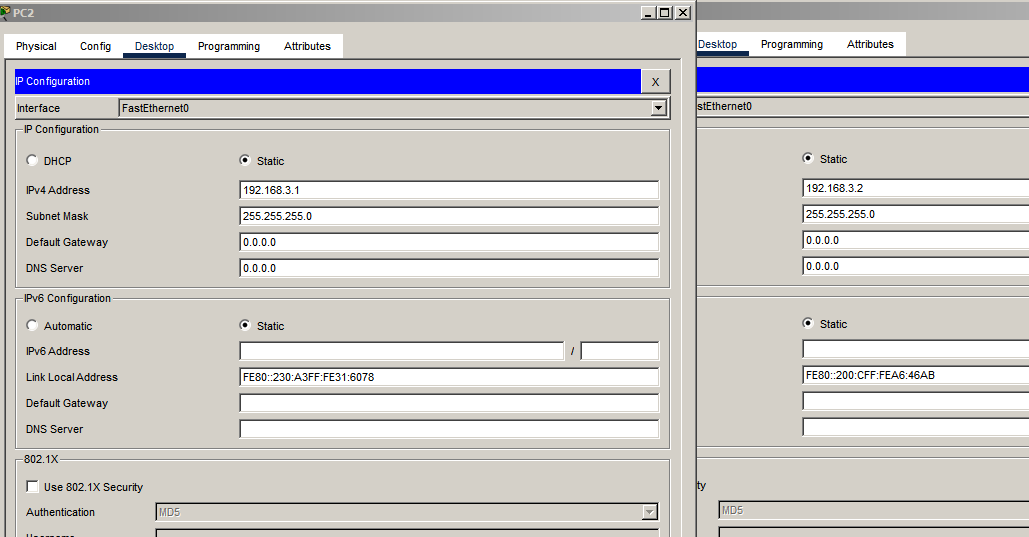 PC2
Physical Config Desktop Programming Attributes
IP Configuration X
Interface FastEthernet0
IP Configuration
DHCP Static
IPv4 Address 192.168.3.1
Subnet Mask 255.255.255.0
Default Gateway 0.0.0.0
DNS Server 0.0.0.0
IPv6 Configuration
Automatic Static
IPv6 Address /
Link Local Address FE80::230:A3FF:FE31:6078
Default Gateway
DNS Server
802.1X
Use 802.1X Security
Authentication MD5
Username
Desktop Programming Attributes
stEthernet0
Static
192.168.3.2
255.255.255.0
0.0.0.0
0.0.0.0
Static
FE80::200:CFF:FEA6:46AB
ty
MD5